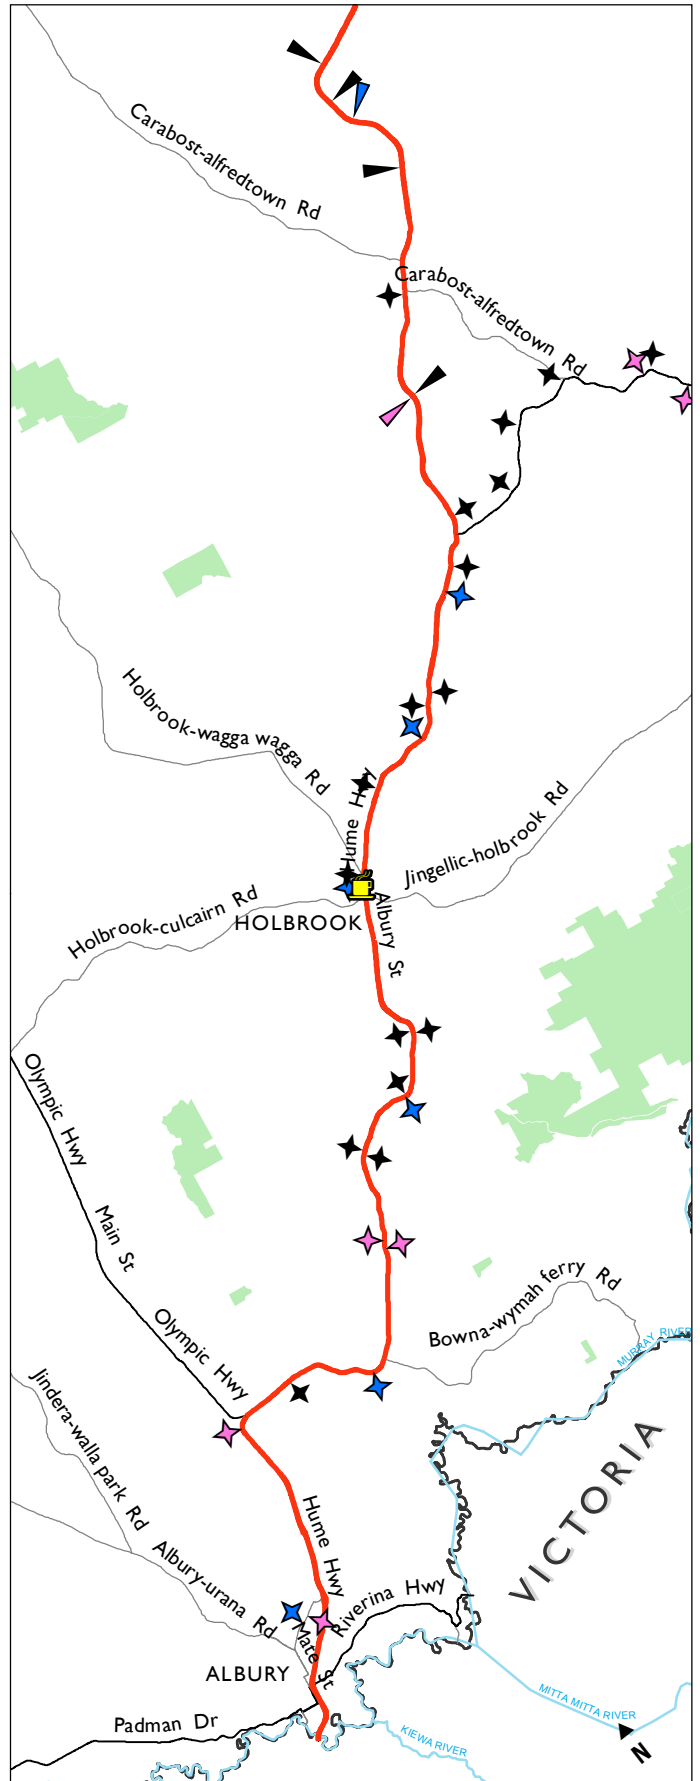 Carabost-alfredtown Rd
Carabost-alfredtown Rd
Holbrook-wagga wagga Rd
Hume Hwy
Jingellic-holbrook Rd
Holbrook-culcairn Rd
HOLBROOK
Albury St
Olympic Hwy
Main St
Olympic Hwy
Bowna-wymah ferry Rd
MURRAY RIVER
Jindera-walla park Rd
VICTORIA
Hume Hwy
Albury-urana Rd
Riverina Hwy
Mate St
ALBURY
MITTA MITTA RIVER
Padman Dr
KIEWA RIVER
N